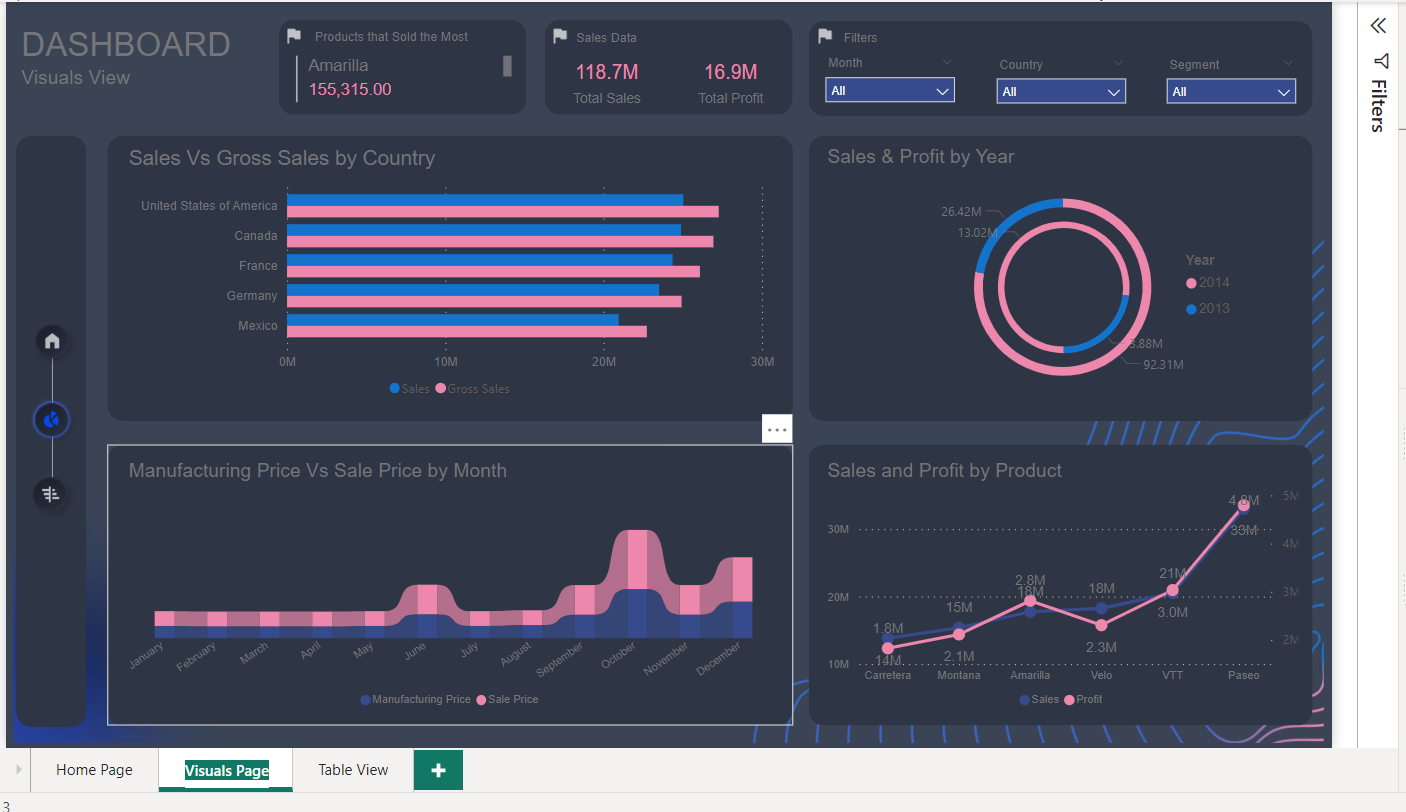 DASHBOARD
Visuals View
Products that Sold the Most
Amarilla
155,315.00
Sales Data
118.7M
Total Sales
16.9M
Total Profit
Filters
Month
All
Country
All
Segment
All
Filters
Sales Vs Gross Sales by Country
United States of America
Canada
France
Germany
Mexico
0M 10M 20M 30M
Sales Gross Sales
Sales & Profit by Year
26.42M
13.02M
3.88M
92.31M
Year
2014
2013
Manufacturing Price Vs Sale Price by Month
January February March April May June July August September October November December
Manufacturing Price Sale Price
Sales and Profit by Product
30M
20M
10M
5M
4M
3M
2M
1.8M
14M
15M
2.1M
2.8M
18M
18M
2.3M
21M
3.0M
4.8M
33M
Carretera Montana Amarilla Velo VTT Paseo
Sales Profit
Home Page Visuals Page Table View
3